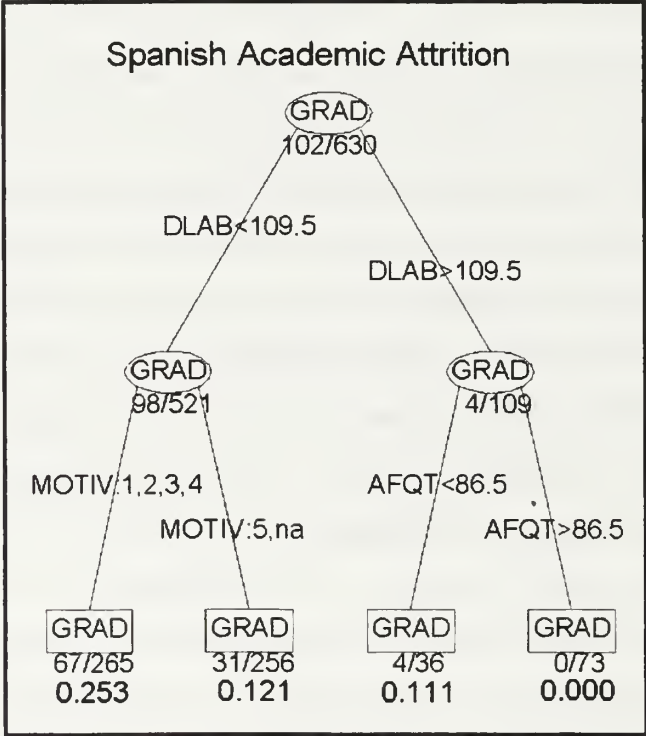 Spanish Academic Attrition
GRAD
102/630
DLAB<109.5
DLAB>109.5
GRAD
98/521
GRAD
4/109
MOTIV:1,2,3,4
MOTIV:5,na
AFQT<86.5
AFQT>86.5
GRAD
67/265
0.253
GRAD
31/256
0.121
GRAD
4/36
0.111
GRAD
0/73
0.000